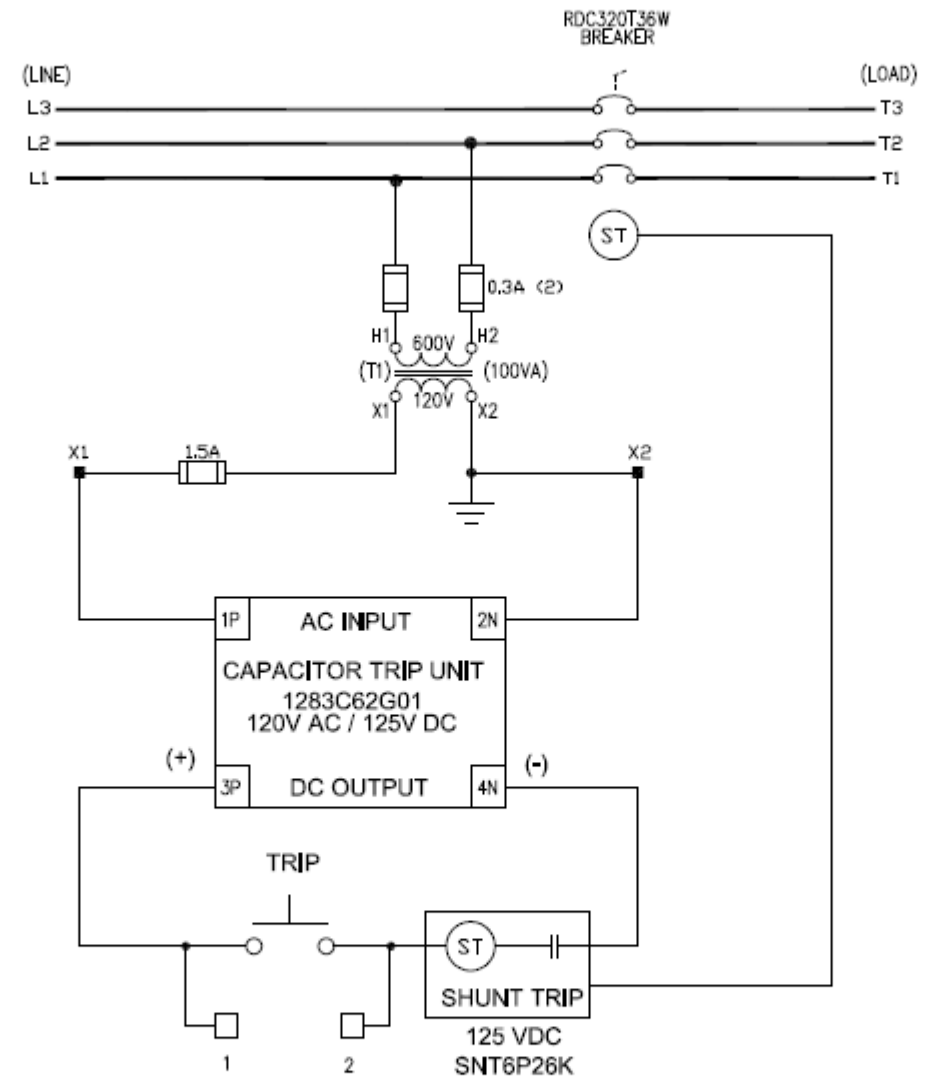 RDC320T36W
BREAKER
(LINE)
(LOAD)
L3
T3
L2
T2
L1
T1
ST
0.3A (2)
H1
600V
H2
(T1)
(100VA)
X1
120V
X2
X1
1.5A
X2
1P
AC INPUT
2N
CAPACITOR TRIP UNIT
1283C62G01
120V AC / 125V DC
(+)
(-)
3P
DC OUTPUT
4N
TRIP
ST
SHUNT TRIP
125 VDC
SNT6P26K
1
2